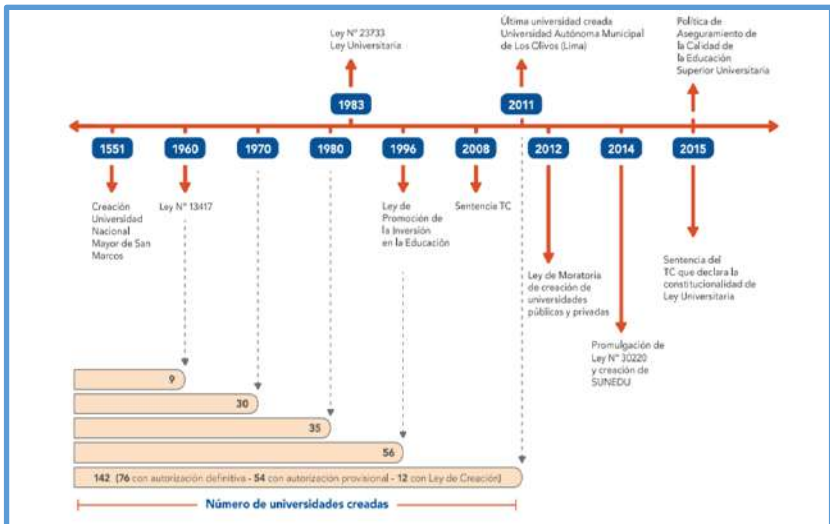 Ley N° 23733
Ley Universitaria
Última universidad creada
Universidad Autónoma Municipal
de Los Olivos (Lima)
Política de
Aseguramiento de
la Calidad de
la Educación
Superior Universitaria
1983
2011
1551
1960
1970
1980
1996
2008
2012
2014
2015
Creación
Universidad
Nacional
Mayor de San
Marcos
Ley N° 13417
Ley de
Promoción de
la Inversión
en la Educación
Sentencia TC
Ley de Moratoria
de creación de
universidades
públicas y privadas
Promulgación de
Ley N° 30220
y creación de
SUNEDU
Sentencia del
TC que declara la
constitucionalidad de
Ley Universitaria
9
30
35
56
142 (76 con autorización definitiva - 54 con autorización provisional - 12 con Ley de Creación)
Número de universidades creadas